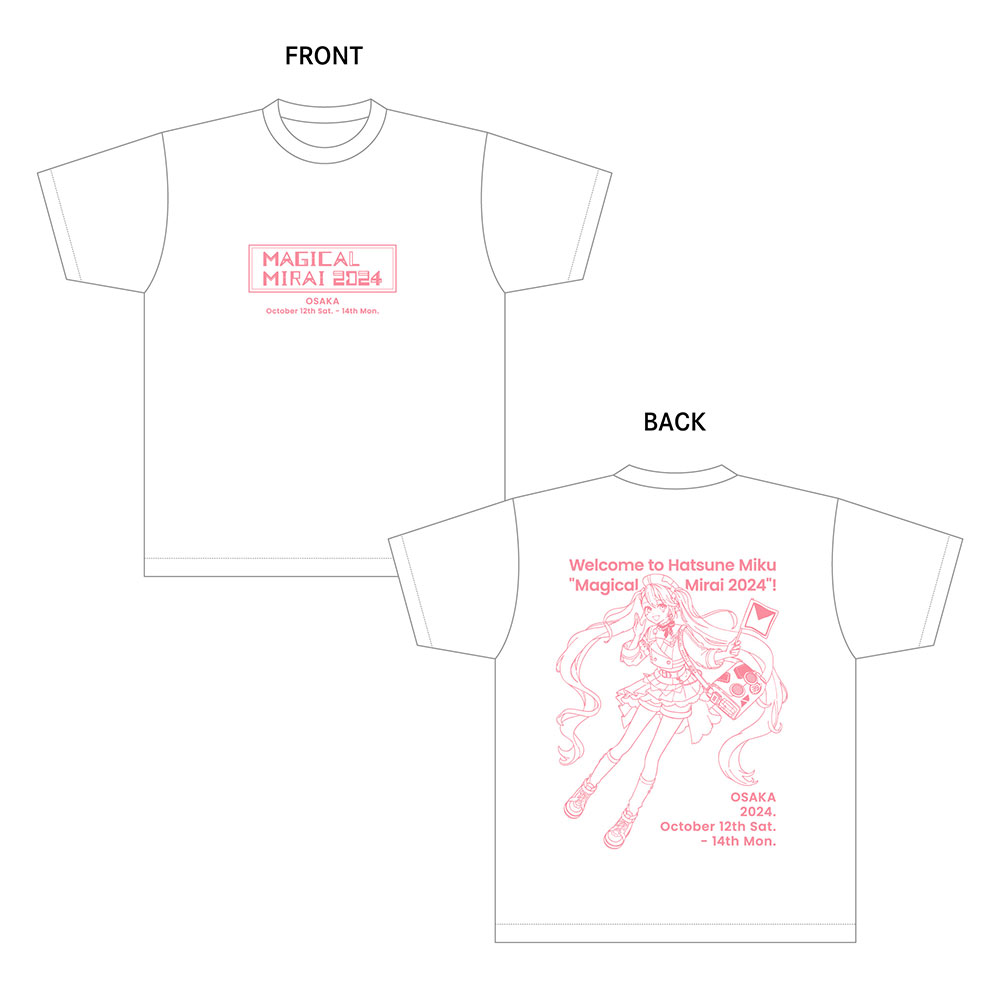 FRONT
MAGICAL
MIRAI 2024
OSAKA
October 12th Sat. - 14th Mon.
BACK
Welcome to Hatsune Miku
"Magical Mirai 2024"!
OSAKA
2024.
October 12th Sat.
- 14th Mon.